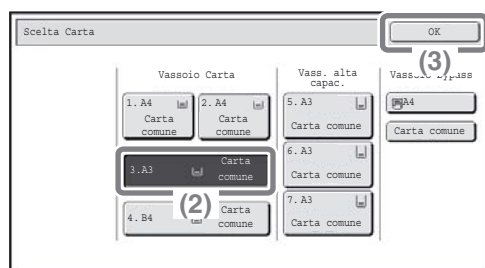 Scelta Carta
OK
(3)
Vassoio Carta
Vass. alta
capac.
Vassoio Bypass
1. A4
Carta
comune
2. A4
Carta
comune
3.A3
Carta
comune
(2)
4. B4
Carta
comune
5. A3
Carta comune
6. A3
Carta comune
7. A3
Carta comune
A4
Carta comune